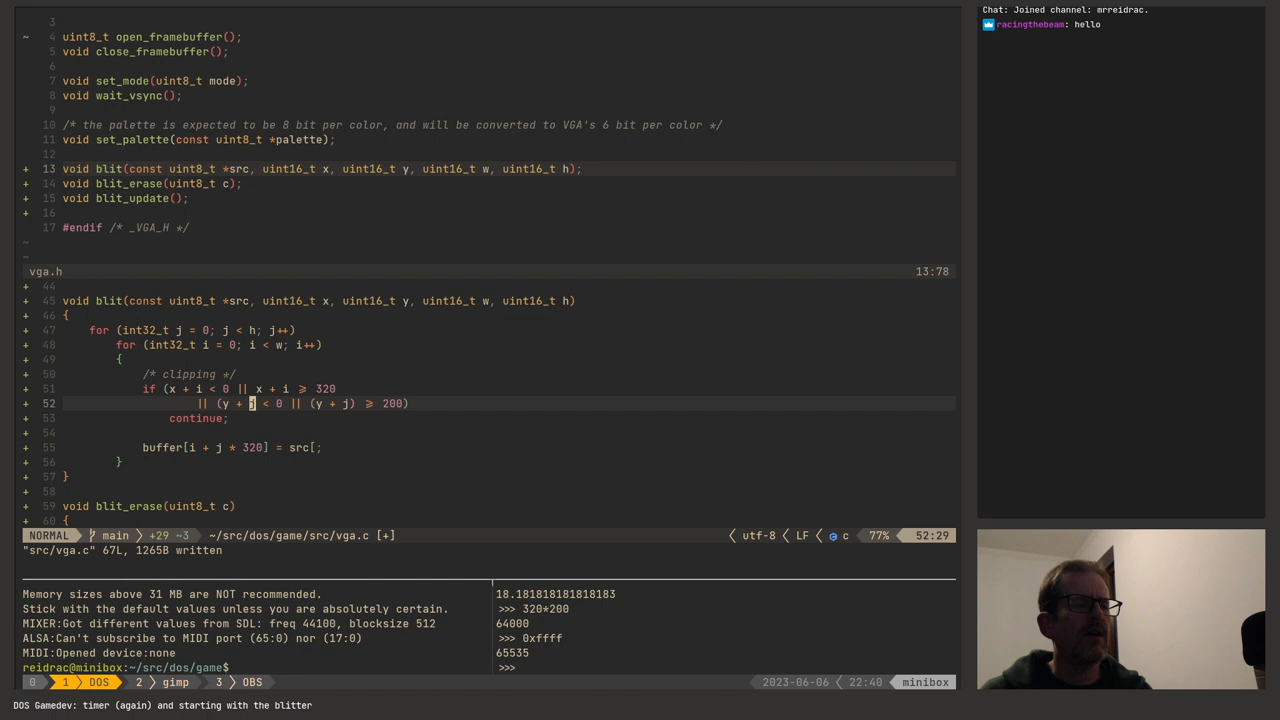 3
~ 4 uint8_t open_framebuffer();
5 void close_framebuffer();
6
7 void set_mode(uint8_t mode);
8 void wait_vsync();
9
10 /* the palette is expected to be 8 bit per color, and will be converted to VGA's 6 bit per color */
11 void set_palette(const uint8_t *palette);
12
+ 13 void blit(const uint8_t *src, uint16_t x, uint16_t y, uint16_t w, uint16_t h);
+ 14 void blit_erase(uint8_t c);
+ 15 void blit_update();
+ 16
17 #endif /* _VGA_H */
~
~
vga.h 13:78
+ 44
+ 45 void blit(const uint8_t *src, uint16_t x, uint16_t y, uint16_t w, uint16_t h)
+ 46 {
+ 47 for (int32_t j = 0; j < h; j++)
+ 48 for (int32_t i = 0; i < w; i++)
+ 49 {
+ 50 /* clipping */
+ 51 if (x + i < 0 || x + i >= 320
+ 52 || (y + j < 0 || (y + j) >= 200)
+ 53 continue;
+ 54
+ 55 buffer[i + j * 320] = src[;
+ 56 }
+ 57 }
+ 58
+ 59 void blit_erase(uint8_t c)
+ 60 {
NORMAL main +29 ~3 ~/src/dos/game/src/vga.c [+] utf-8 LF c 77% 52:29
"src/vga.c" 67L, 1265B written
Memory sizes above 31 MB are NOT recommended.
Stick with the default values unless you are absolutely certain.
MIXER:Got different values from SDL: freq 44100, blocksize 512
ALSA:Can't subscribe to MIDI port (65:0) nor (17:0)
MIDI:Opened device:none
reidrac@minibox:~/src/dos/game$
18.181818181818183
>>> 320*200
64000
>>> 0xffff
65535
>>>
0 1 DOS 2 gimp 3 OBS 2023-06-06 22:40 minibox
DOS Gamedev: timer (again) and starting with the blitter
Chat: Joined channel: mrreidrac.
racingthebeam: hello